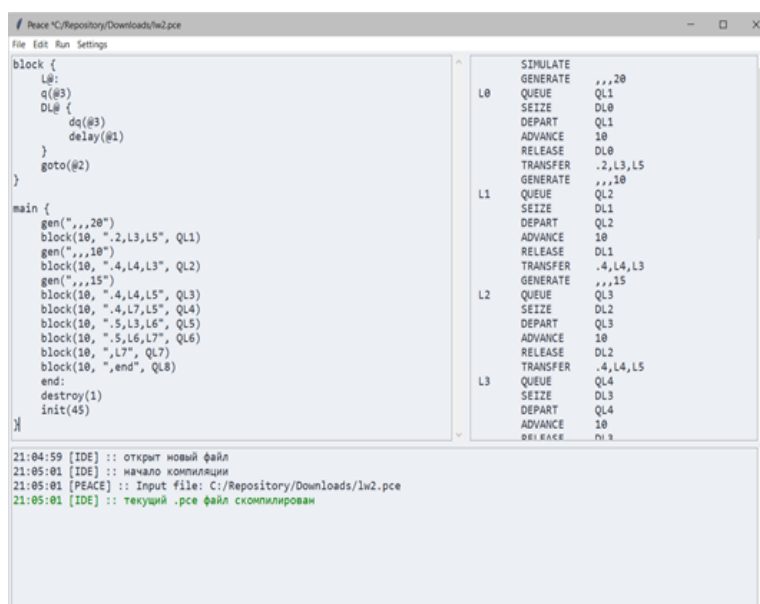 Peace *C:/Repository/Downloads/lw2.pce
File Edit Run Settings
block {
L@:
q(@3)
DL@ {
dq(@3)
delay(@1)
}
goto(@2)
}
main {
gen(",,,20")
block(10, ".2,L3,L5", QL1)
gen(",,,10")
block(10, ".4,L4,L3", QL2)
gen(",,,15")
block(10, ".4,L4,L5", QL3)
block(10, ".4,L7,L5", QL4)
block(10, ".5,L3,L6", QL5)
block(10, ".5,L6,L7", QL6)
block(10, ",L7", QL7)
block(10, ",end", QL8)
end:
destroy(1)
init(45)
}
SIMULATE
GENERATE ,,,20
L0 QUEUE QL1
SEIZE DL0
DEPART QL1
ADVANCE 10
RELEASE DL0
TRANSFER .2,L3,L5
GENERATE ,,,10
L1 QUEUE QL2
SEIZE DL1
DEPART QL2
ADVANCE 10
RELEASE DL1
TRANSFER .4,L4,L3
GENERATE ,,,15
L2 QUEUE QL3
SEIZE DL2
DEPART QL3
ADVANCE 10
RELEASE DL2
TRANSFER .4,L4,L5
L3 QUEUE QL4
SEIZE DL3
DEPART QL4
ADVANCE 10
RELEASE DL3
21:04:59 [IDE] :: открыт новый файл
21:05:01 [IDE] :: начало компиляции
21:05:01 [PEACE] :: Input file: C:/Repository/Downloads/lw2.pce
21:05:01 [IDE] :: текущий .pce файл скомпилирован